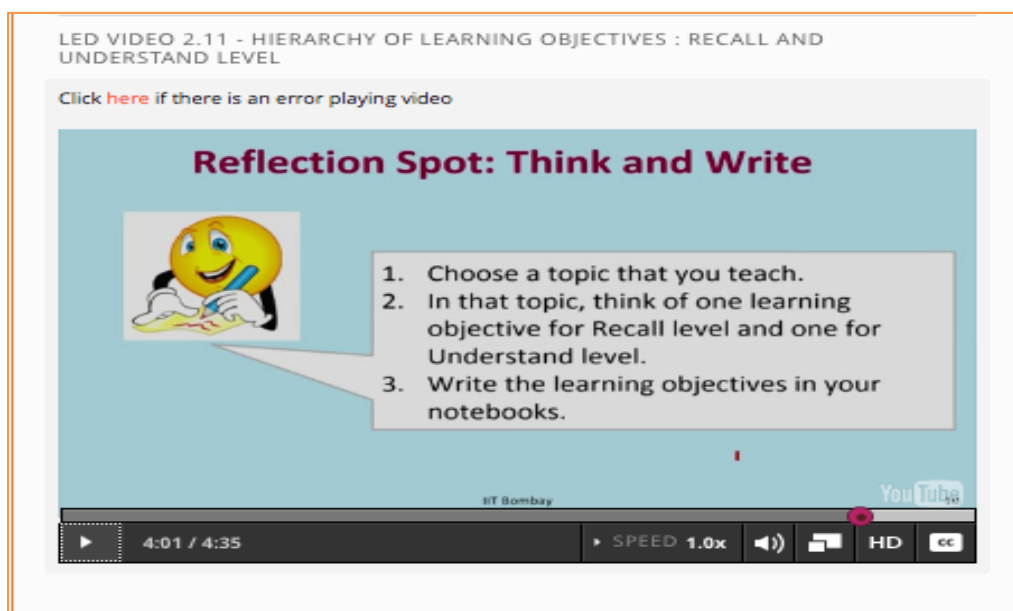 LED VIDEO 2.11 - HIERARCHY OF LEARNING OBJECTIVES : RECALL AND
UNDERSTAND LEVEL
Click here if there is an error playing video
Reflection Spot: Think and Write
1. Choose a topic that you teach.
2. In that topic, think of one learning
objective for Recall level and one for
Understand level.
3. Write the learning objectives in your
notebooks.
IIT Bombay
YouTube
4:01 / 4:35
SPEED 1.0x
HD
cc